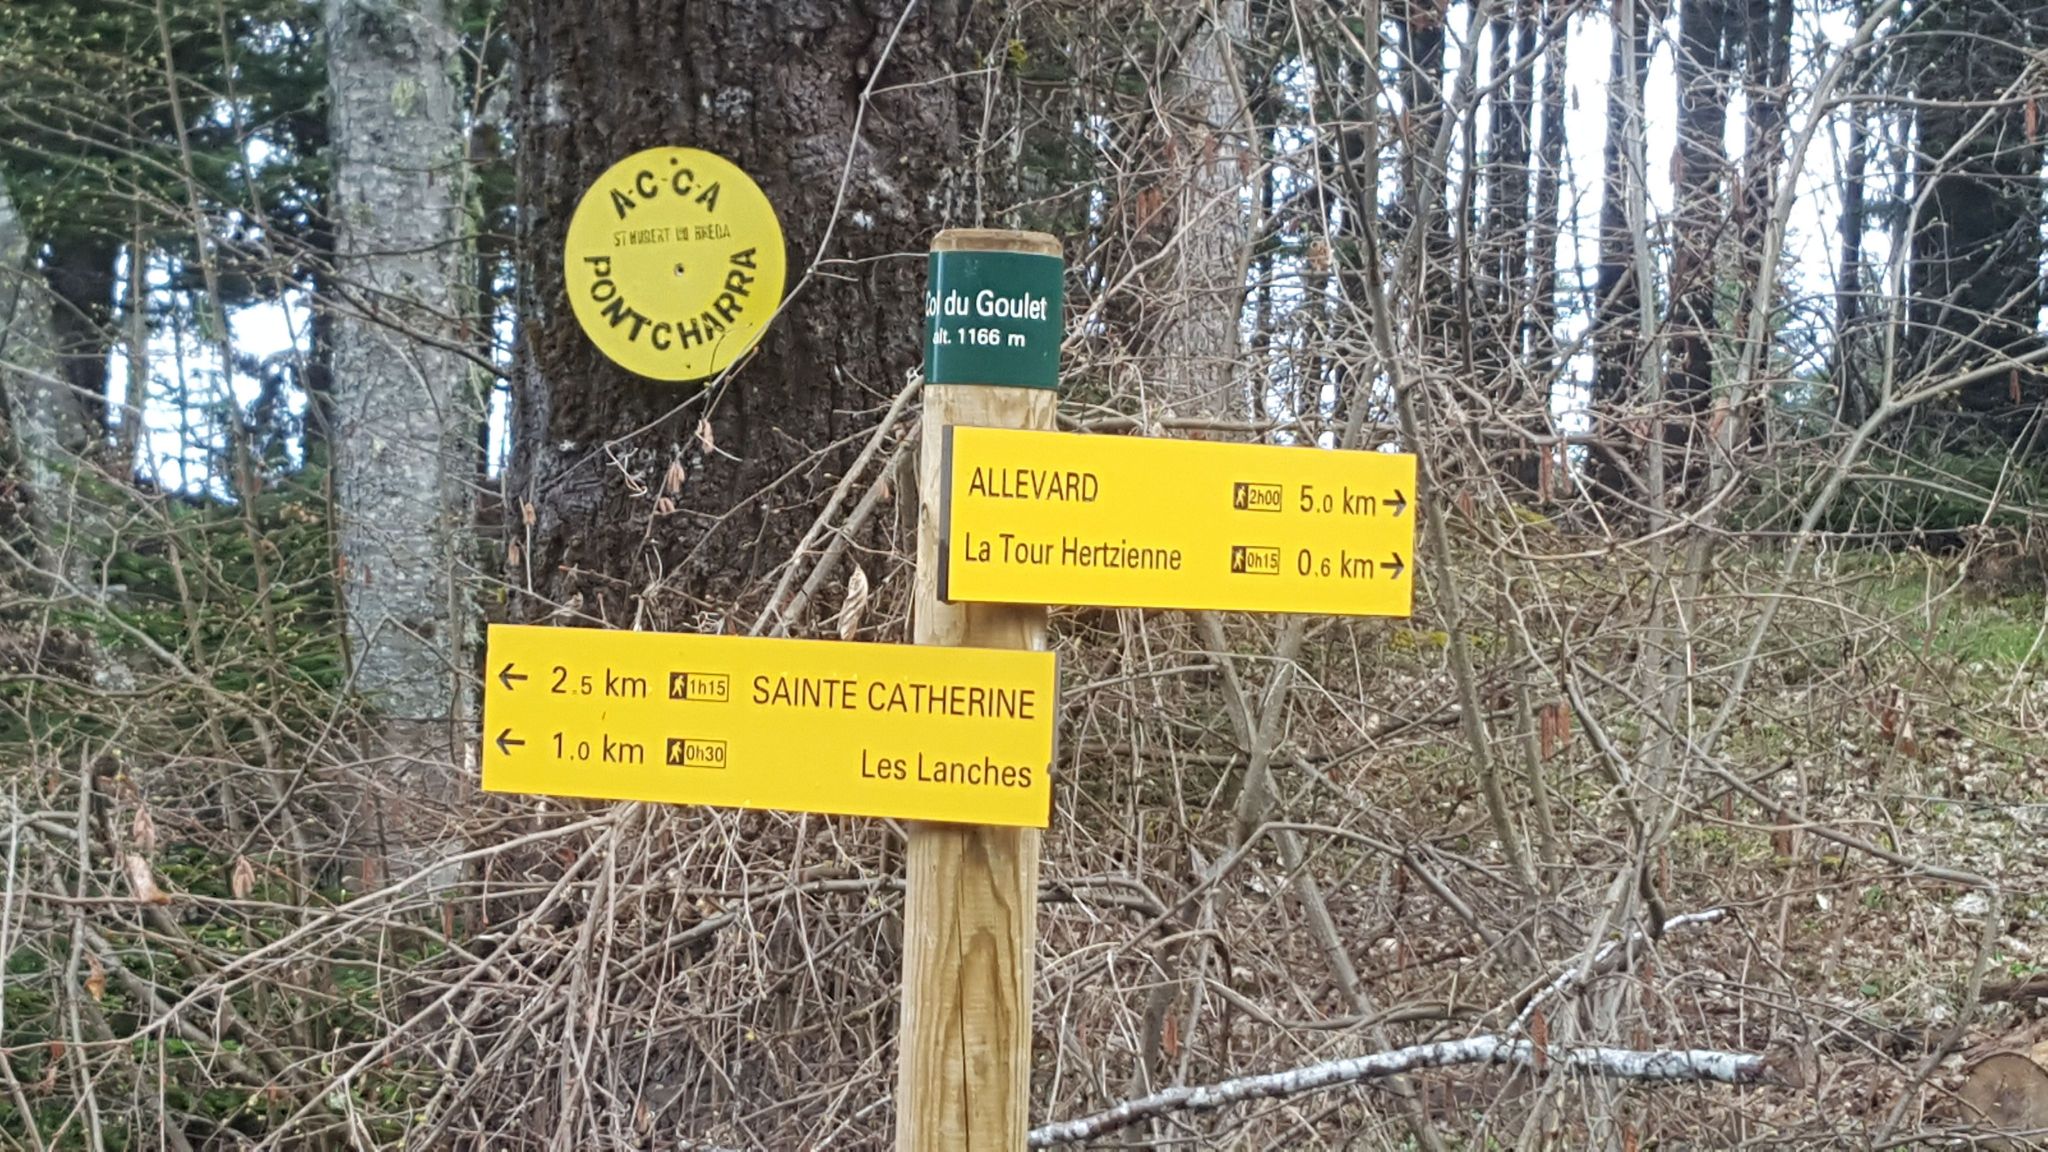 A·C·C·A
ST HUBERT DU BREDA
PONTCHARRA
Col du Goulet
alt. 1166 m
ALLEVARD 2h00 5.0 km →
La Tour Hertzienne 0h15 0.6 km →
← 2.5 km 1h15 SAINTE CATHERINE
← 1.0 km 0h30 Les Lanches